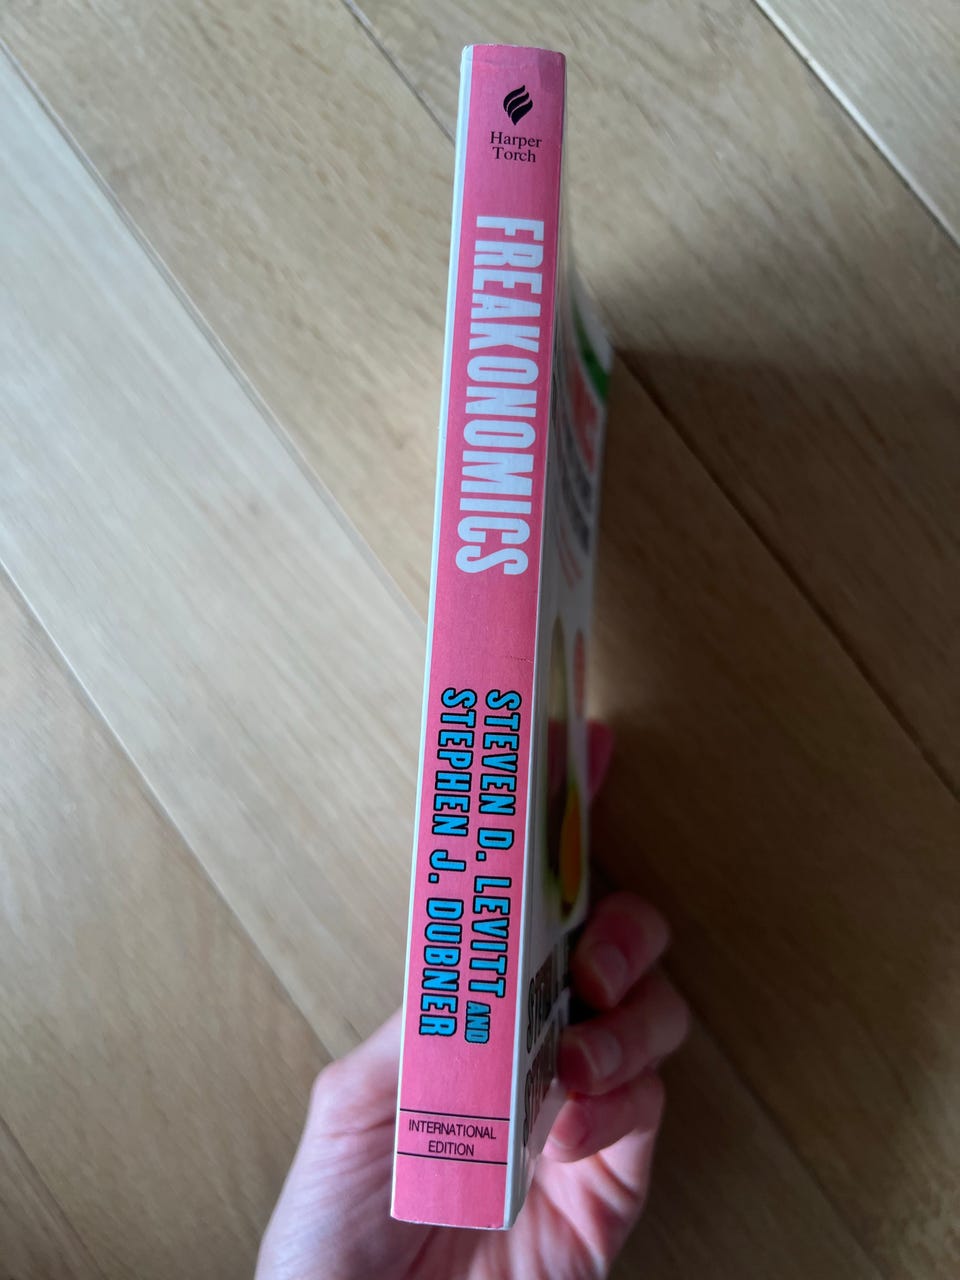 Harper
Torch
FREAKONOMICS
STEVEN D. LEVITT AND
STEPHEN J. DUBNER
INTERNATIONAL
EDITION